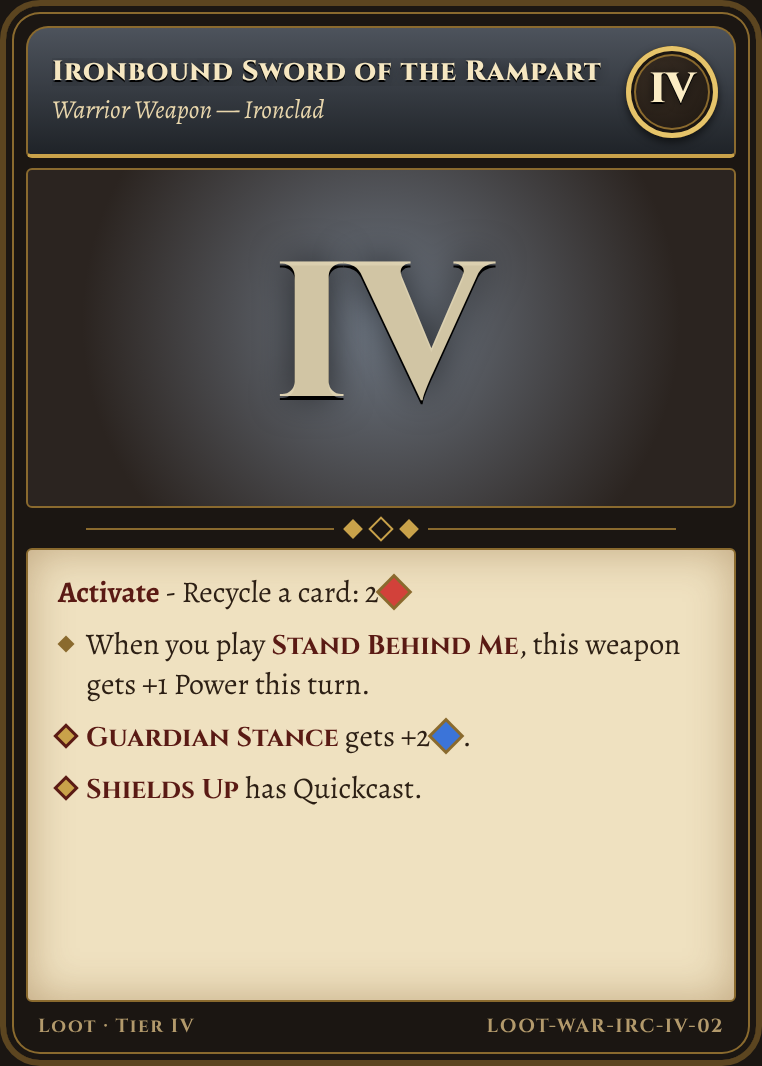 Ironbound Sword of the Rampart
Warrior Weapon — Ironclad
IV
IV
Activate - Recycle a card: 2
When you play Stand Behind Me, this weapon
gets +1 Power this turn.
Guardian Stance gets +2.
Shields Up has Quickcast.
Loot · Tier IV
LOOT-WAR-IRC-IV-02